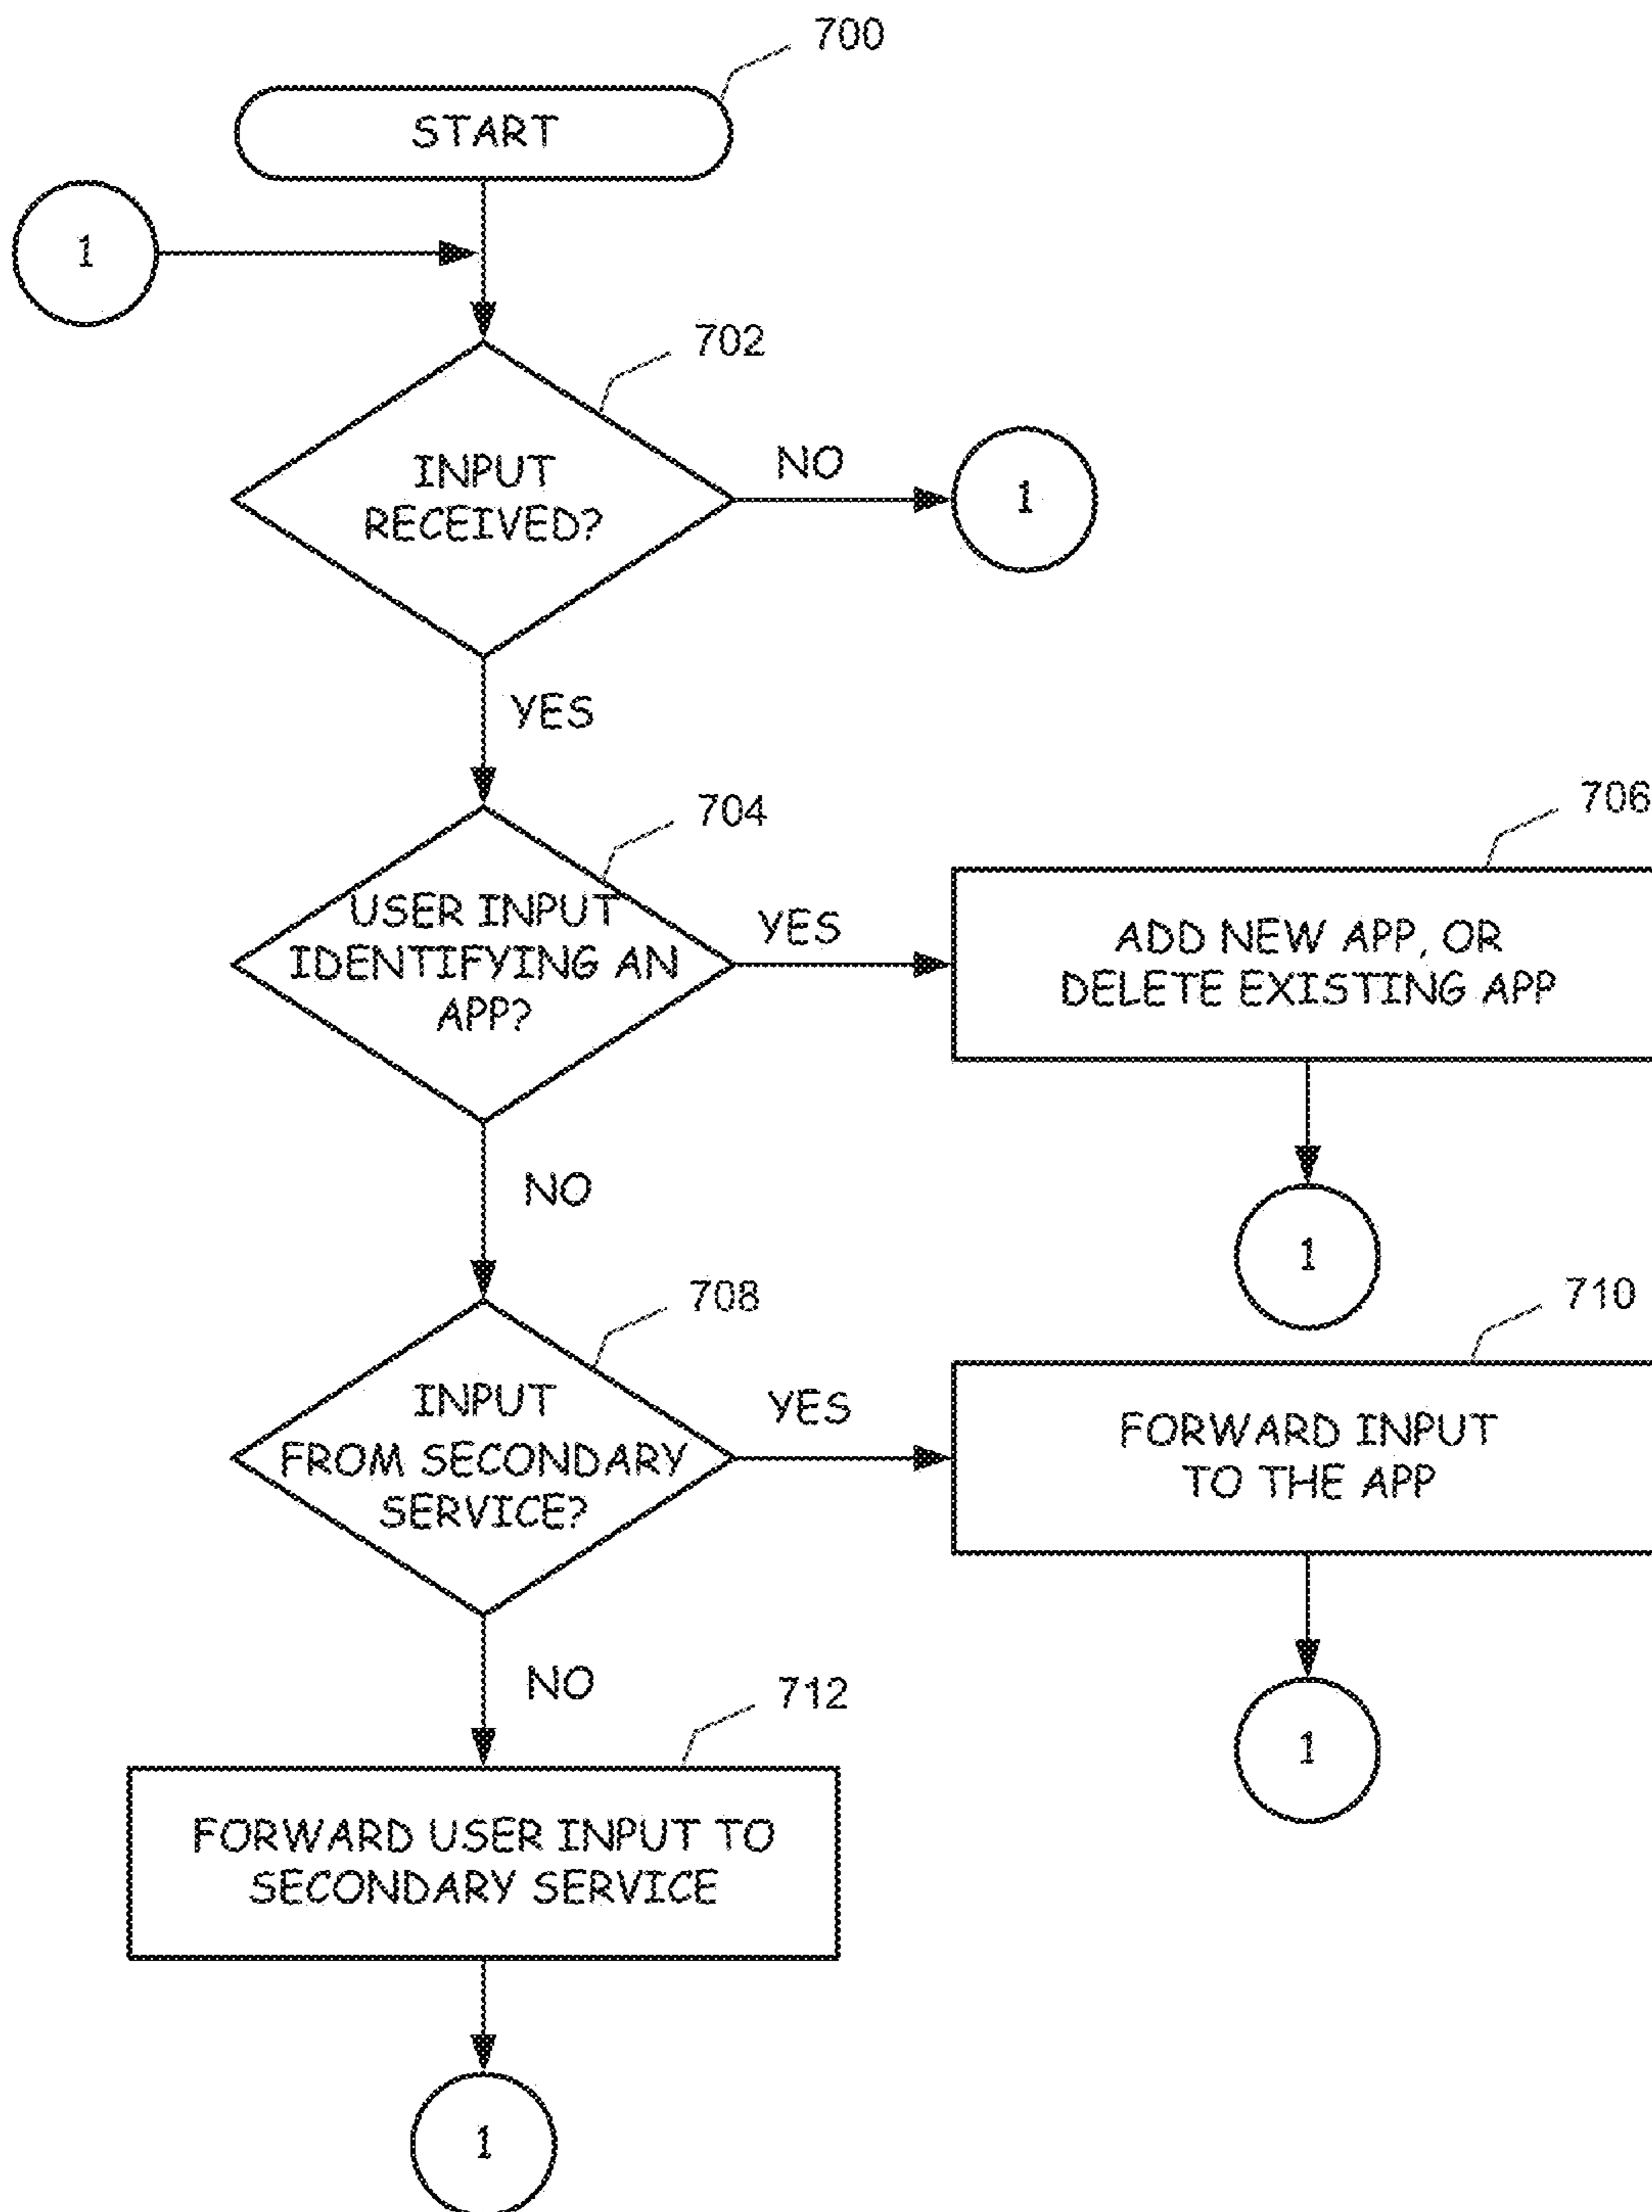 700
START
1
702
INPUT
RECEIVED?
NO
1
YES
704
USER INPUT
IDENTIFYING AN
APP?
YES
706
ADD NEW APP, OR
DELETE EXISTING APP
1
NO
708
INPUT
FROM SECONDARY
SERVICE?
YES
710
FORWARD INPUT
TO THE APP
1
NO
712
FORWARD USER INPUT TO
SECONDARY SERVICE
1